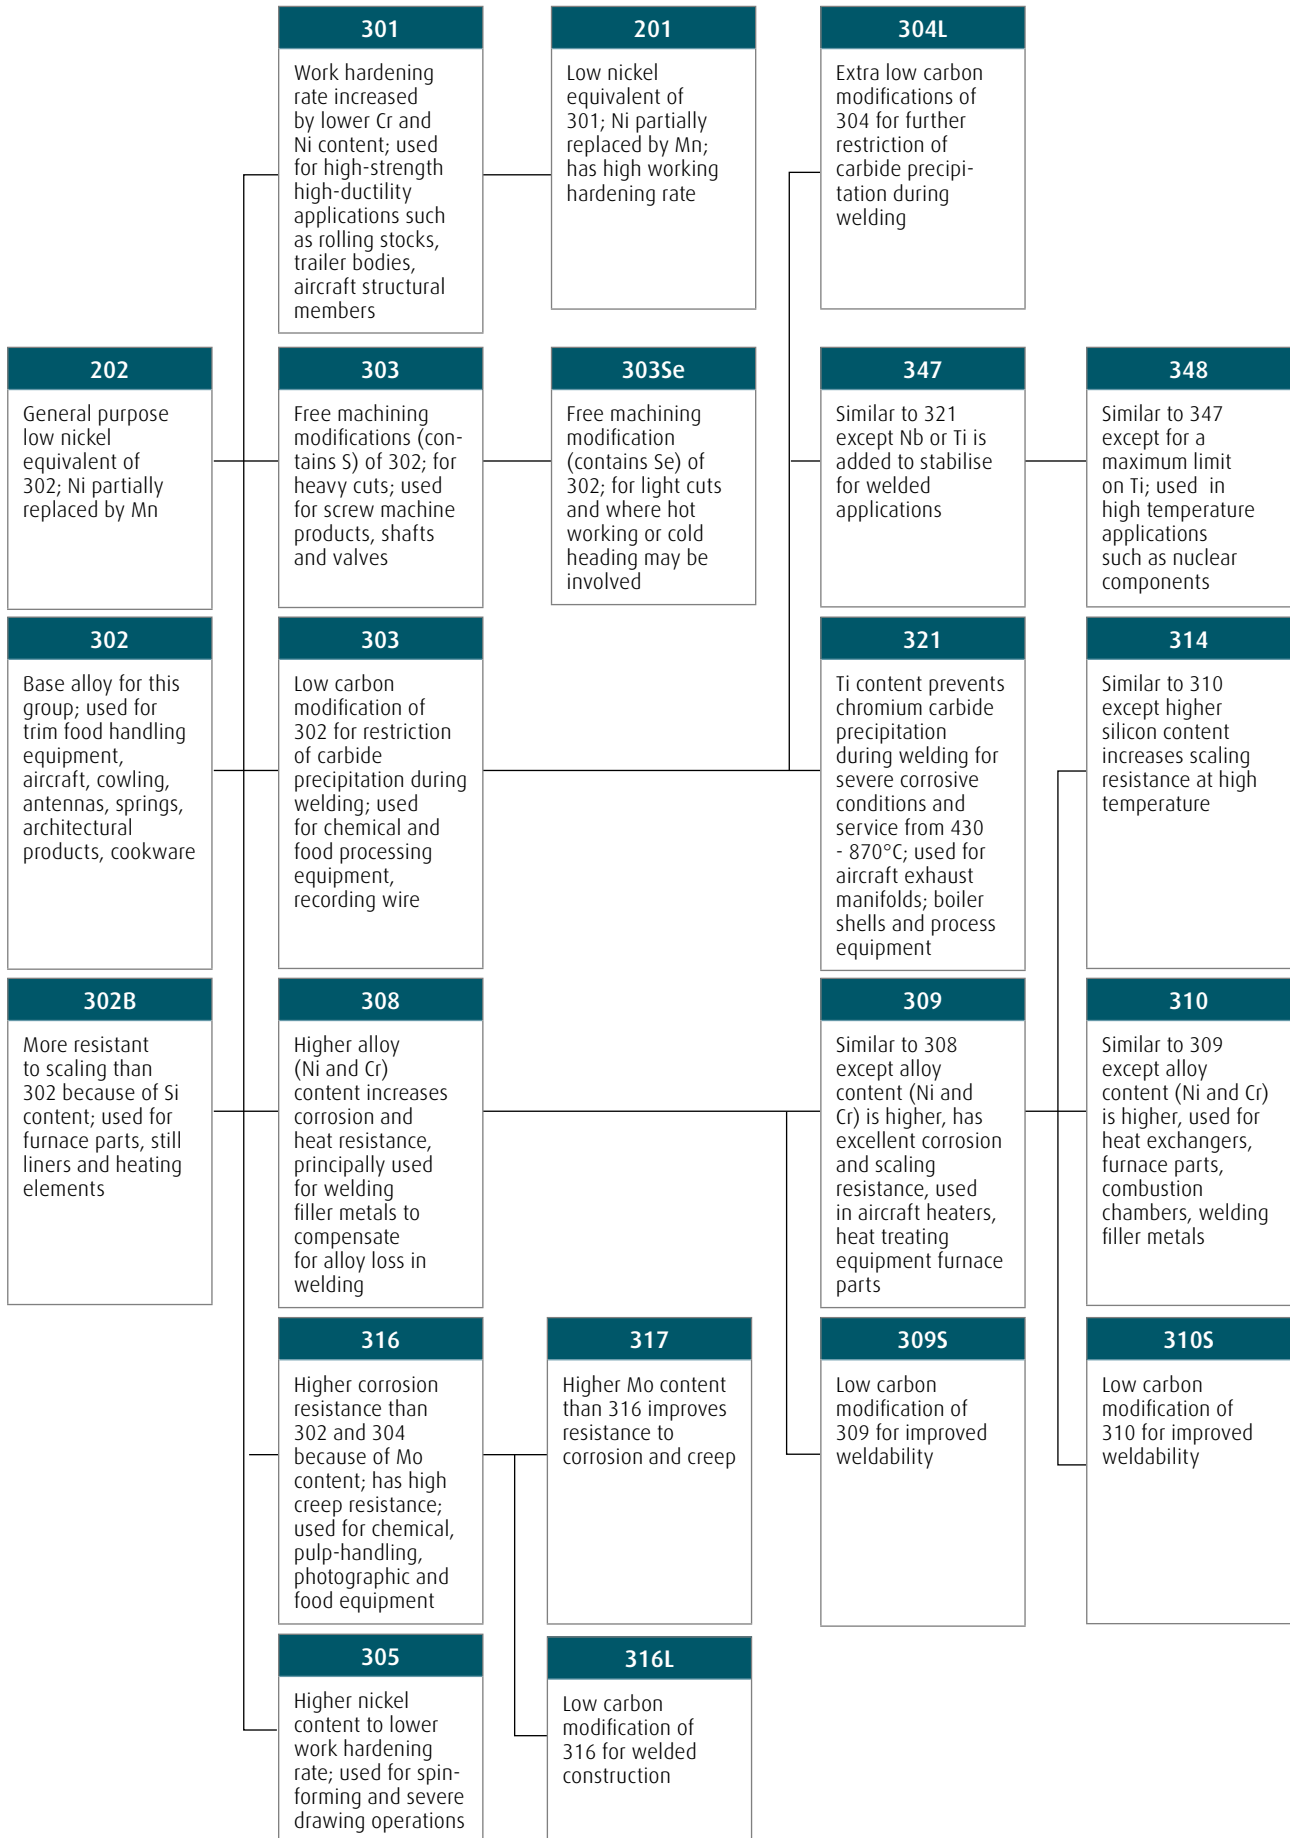 301
Work hardening
rate increased
by lower Cr and
Ni content; used
for high-strength
high-ductility
applications such
as rolling stocks,
trailer bodies,
aircraft structural
members
201
Low nickel
equivalent of
301; Ni partially
replaced by Mn;
has high working
hardening rate
304L
Extra low carbon
modifications of
304 for further
restriction of
carbide precipi-
tation during
welding
202
General purpose
low nickel
equivalent of
302; Ni partially
replaced by Mn
303
Free machining
modifications (con-
tains S) of 302; for
heavy cuts; used
for screw machine
products, shafts
and valves
303Se
Free machining
modification
(contains Se) of
302; for light cuts
and where hot
working or cold
heading may be
involved
347
Similar to 321
except Nb or Ti is
added to stabilise
for welded
applications
348
Similar to 347
except for a
maximum limit
on Ti; used in
high temperature
applications
such as nuclear
components
302
Base alloy for this
group; used for
trim food handling
equipment,
aircraft, cowling,
antennas, springs,
architectural
products, cookware
303
Low carbon
modification of
302 for restriction
of carbide
precipitation during
welding; used
for chemical and
food processing
equipment,
recording wire
321
Ti content prevents
chromium carbide
precipitation
during welding for
severe corrosive
conditions and
service from 430
- 870°C; used for
aircraft exhaust
manifolds; boiler
shells and process
equipment
314
Similar to 310
except higher
silicon content
increases scaling
resistance at high
temperature
302B
More resistant
to scaling than
302 because of Si
content; used for
furnace parts, still
liners and heating
elements
308
Higher alloy
(Ni and Cr)
content increases
corrosion and
heat resistance,
principally used
for welding
filler metals to
compensate
for alloy loss in
welding
309
Similar to 308
except alloy
content (Ni and
Cr) is higher, has
excellent corrosion
and scaling
resistance, used
in aircraft heaters,
heat treating
equipment furnace
parts
310
Similar to 309
except alloy
content (Ni and Cr)
is higher, used for
heat exchangers,
furnace parts,
combustion
chambers, welding
filler metals
316
Higher corrosion
resistance than
302 and 304
because of Mo
content; has high
creep resistance;
used for chemical,
pulp-handling,
photographic and
food equipment
317
Higher Mo content
than 316 improves
resistance to
corrosion and creep
309S
Low carbon
modification of
309 for improved
weldability
310S
Low carbon
modification of
310 for improved
weldability
305
Higher nickel
content to lower
work hardening
rate; used for spin-
forming and severe
drawing operations
316L
Low carbon
modification of
316 for welded
construction